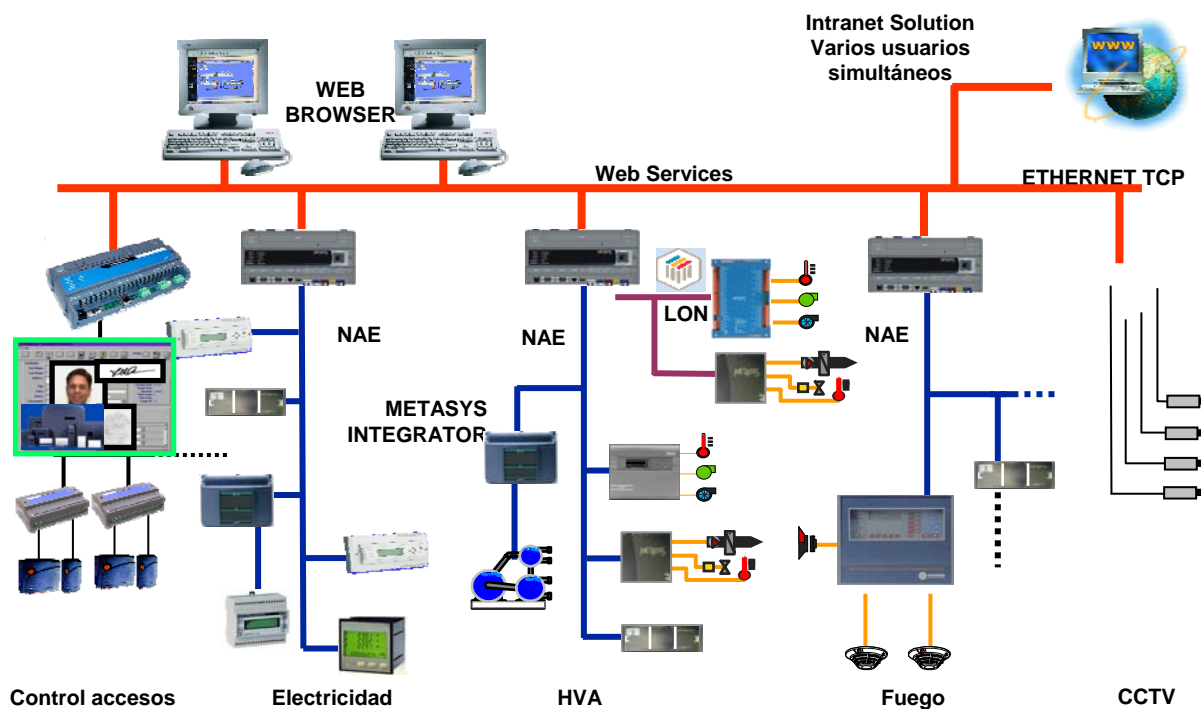 Intranet Solution
Varios usuarios
simultáneos
www
WEB
BROWSER
Web Services
ETHERNET TCP
LON
NAE
NAE
NAE
METASYS
INTEGRATOR
Control accesos
Electricidad
HVA
Fuego
CCTV